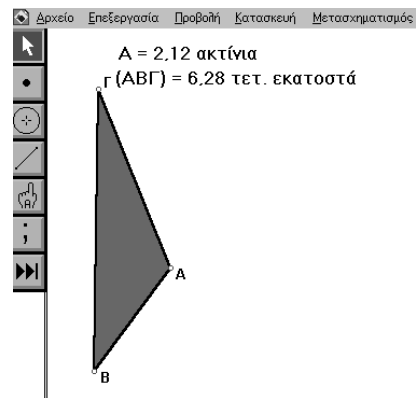 Αρχείο Επεξεργασία Προβολή Κατασκευή Μετασχηματισμός
A = 2,12 ακτίνια
Γ (ΑΒΓ) = 6,28 τετ. εκατοστά
A
;
A
B